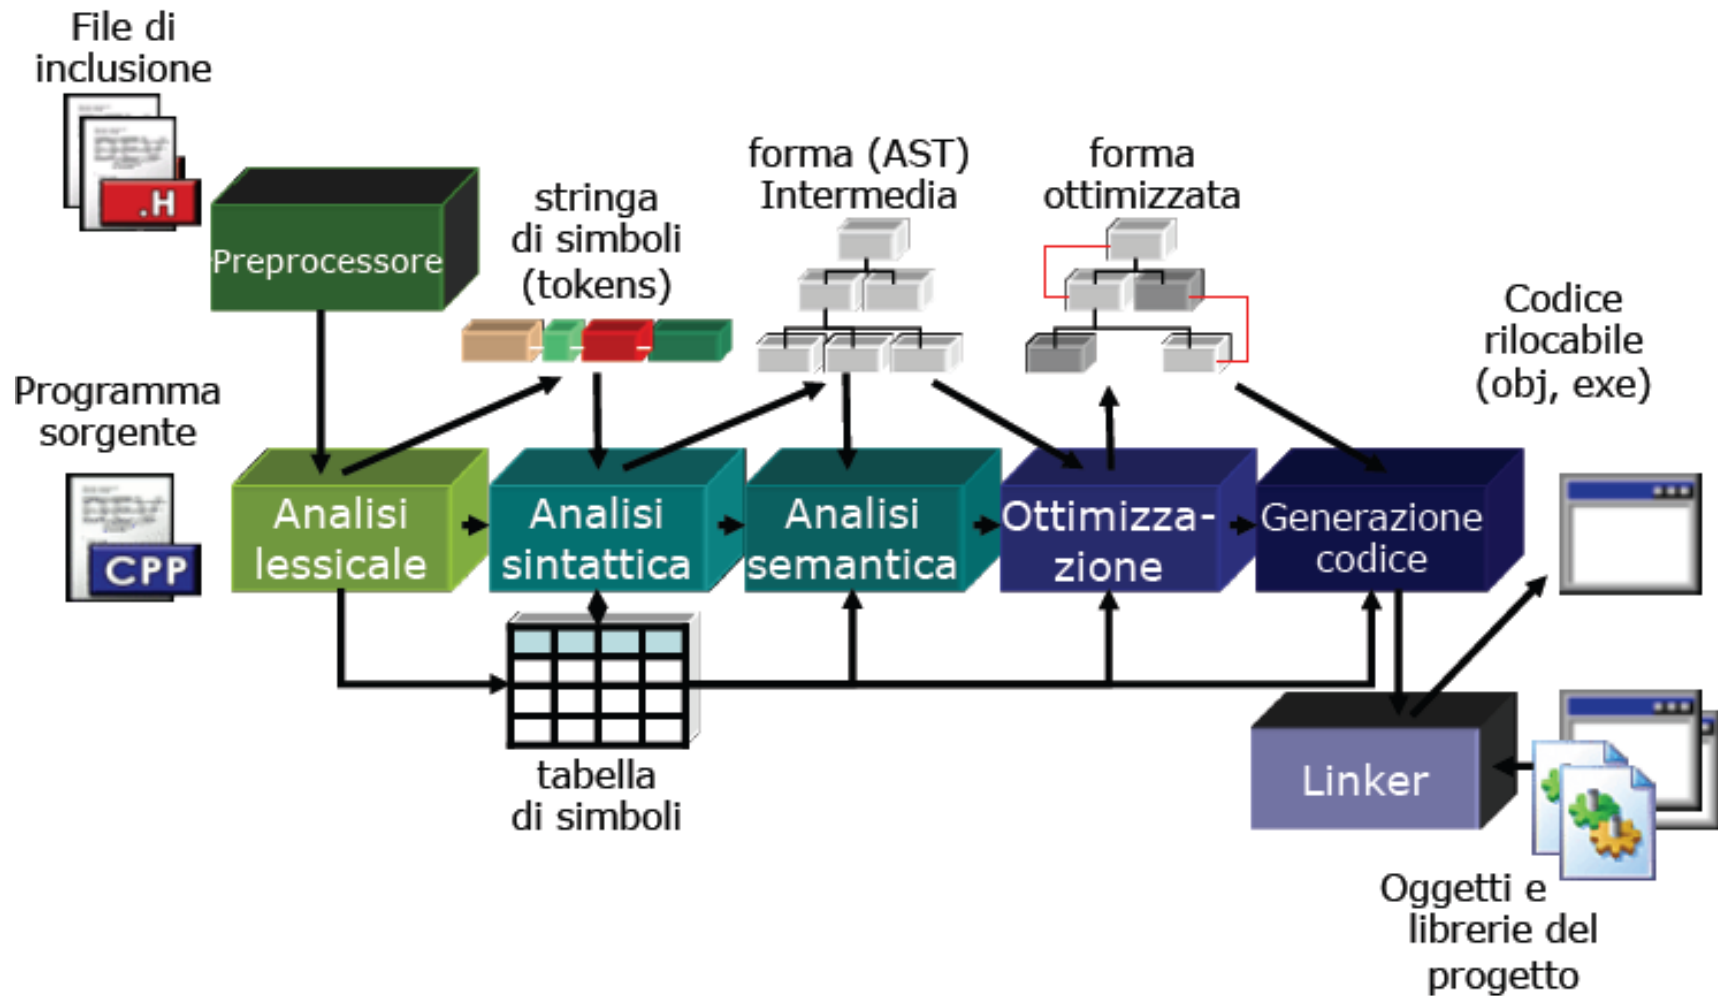 File di
inclusione
.H
Preprocessore
stringa
di simboli
(tokens)
forma (AST)
Intermedia
forma
ottimizzata
Codice
rilocabile
(obj, exe)
Programma
sorgente
CPP
Analisi
lessicale
Analisi
sintattica
Analisi
semantica
Ottimizza-
zione
Generazione
codice
tabella
di simboli
Linker
Oggetti e
librerie del
progetto